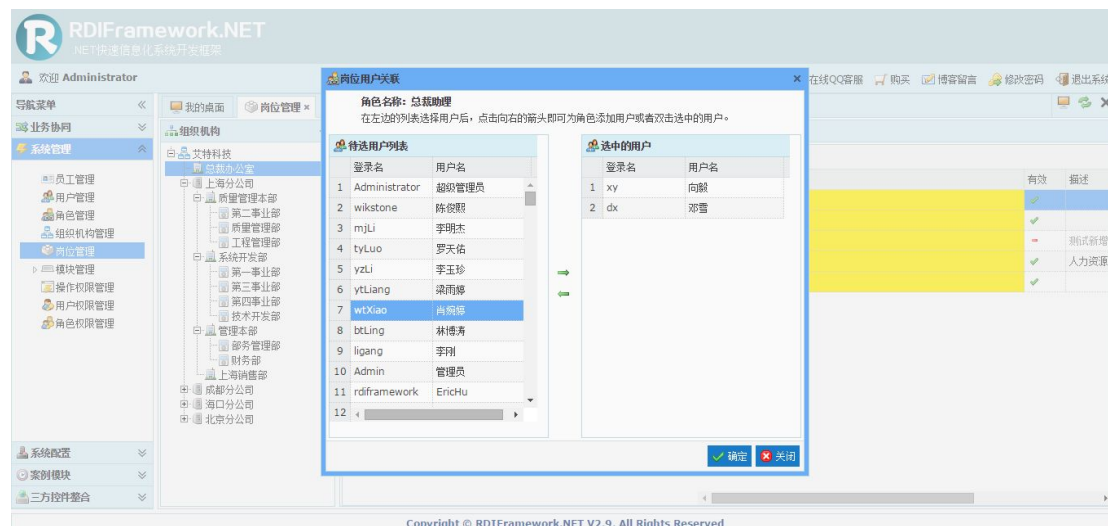 RDIFramework.NET
.NET快速信息化系统开发框架
欢迎 Administrator
在线QQ客服 购买 博客留言 修改密码 退出系统
导航菜单
业务协同
系统管理
员工管理
用户管理
角色管理
组织机构管理
岗位管理
模块管理
操作权限管理
用户权限管理
角色权限管理
系统配置
案例模块
三方控件整合
我的桌面 岗位管理
组织机构
艾特科技
总裁办公室
上海分公司
质量管理本部
第二事业部
质量管理部
工程管理部
系统开发部
第一事业部
第三事业部
第四事业部
技术开发部
管理本部
部务管理部
财务部
上海销售部
成都分公司
海口分公司
北京分公司
岗位用户关联
角色名称：总裁助理
在左边的列表选择用户后，点击向右的箭头即可为角色添加用户或者双击选中的用户。
待选用户列表
登录名 用户名
1 Administrator 超级管理员
2 wikstone 陈俊熙
3 mjLi 李明杰
4 tyLuo 罗天佑
5 yzLi 李玉珍
6 ytLiang 梁雨婷
7 wtXiao 肖婉婷
8 btLing 林博涛
9 ligang 李刚
10 Admin 管理员
11 rdiframework EricHu
12
选中的用户
登录名 用户名
1 xy 向毅
2 dx 邓雪
确定 关闭
有效 描述
测试新增
人力资源
Copyright © RDIFramework.NET V2.9. All Rights Reserved